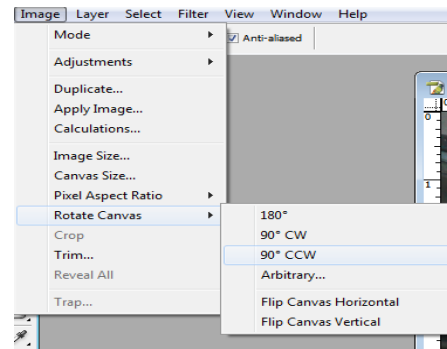 Image Layer Select Filter View Window Help
Mode
Anti-aliased
Adjustments
Duplicate...
Apply Image...
Calculations...
Image Size...
Canvas Size...
Pixel Aspect Ratio
Rotate Canvas
180°
Crop
90° CW
Trim...
90° CCW
Reveal All
Arbitrary...
Trap...
Flip Canvas Horizontal
Flip Canvas Vertical
0
1